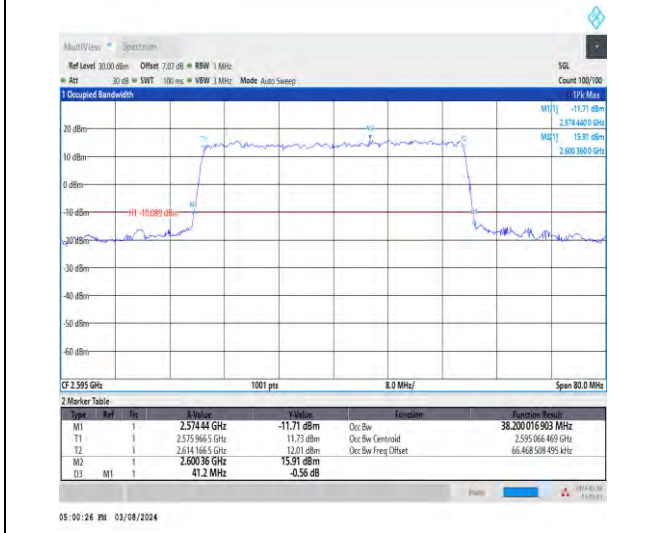 MultiView Spectrum
Ref Level 30.00 dBm Offset 7.07 dB RBW 1 MHz SGL
Att 30 dB SWT 100 ms VBW 3 MHz Mode Auto Sweep Count 100/100
1 Occupied Bandwidth 1Pk Max
M1[1] -11.71 dBm
2.574 440 0 GHz
M2[1] 15.91 dBm
2.600 360 0 GHz
20 dBm
T1 M2 T2
10 dBm
0 dBm
M1
-10 dBm H1 -10.089 dBm
-20 dBm
-30 dBm
-40 dBm
-50 dBm
-60 dBm
CF 2.595 GHz 1001 pts 8.0 MHz/ Span 80.0 MHz
2 Marker Table
Type Ref Trc X-Value Y-Value Function Function Result
M1 1 2.574 44 GHz -11.71 dBm Occ Bw 38.200 016 903 MHz
T1 1 2.575 966 5 GHz 11.73 dBm Occ Bw Centroid 2.595 066 469 GHz
T2 1 2.614 166 5 GHz 12.01 dBm Occ Bw Freq Offset 66.468 508 495 kHz
M2 1 2.600 36 GHz 15.91 dBm
D3 M1 1 41.2 MHz -0.56 dB
05:00:26 PM 03/08/2024